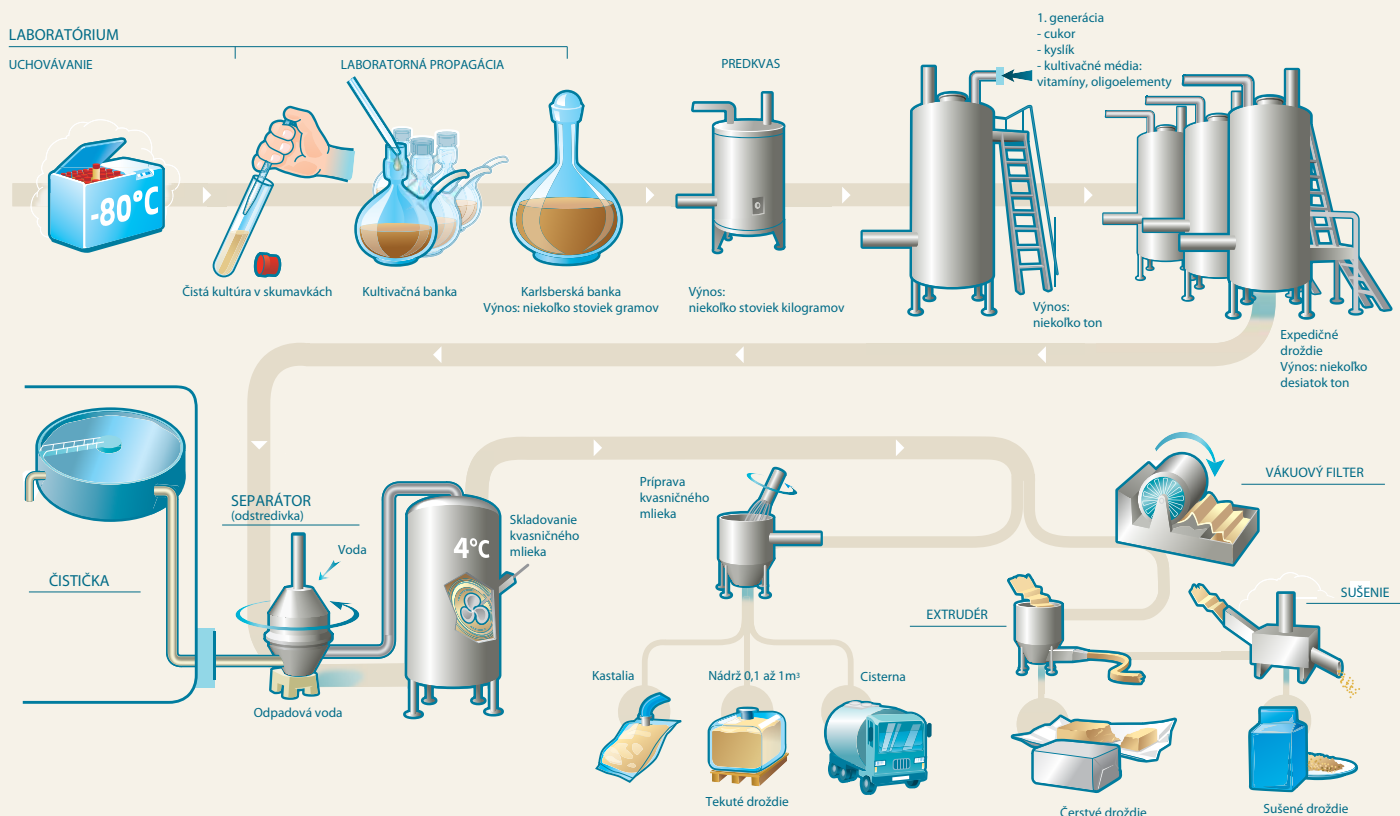 LABORATÓRIUM
UCHOVÁVANIE
LABORATORNÁ PROPAGÁCIA
PREDKVAS
1. generácia
- cukor
- kyslík
- kultivačné média:
vitamíny, oligoelementy
-80°C
Čistá kultúra v skumavkách
Kultivačná banka
Karlsberská banka
Výnos: niekoľko stoviek gramov
Výnos:
niekoľko stoviek kilogramov
Výnos:
niekoľko ton
Expedičné
droždie
Výnos: niekoľko
desiatok ton
ČISTIČKA
SEPARÁTOR
(odstredivka)
Voda
Odpadová voda
4°C
Skladovanie
kvasničného
mlieka
Príprava
kvasničného
mlieka
VÁKUOVÝ FILTER
EXTRUDÉR
SUŠENIE
Kastalia
Nádrž 0,1 až 1m³
Cisterna
Tekuté droždie
Čerstvé droždie
Sušené droždie